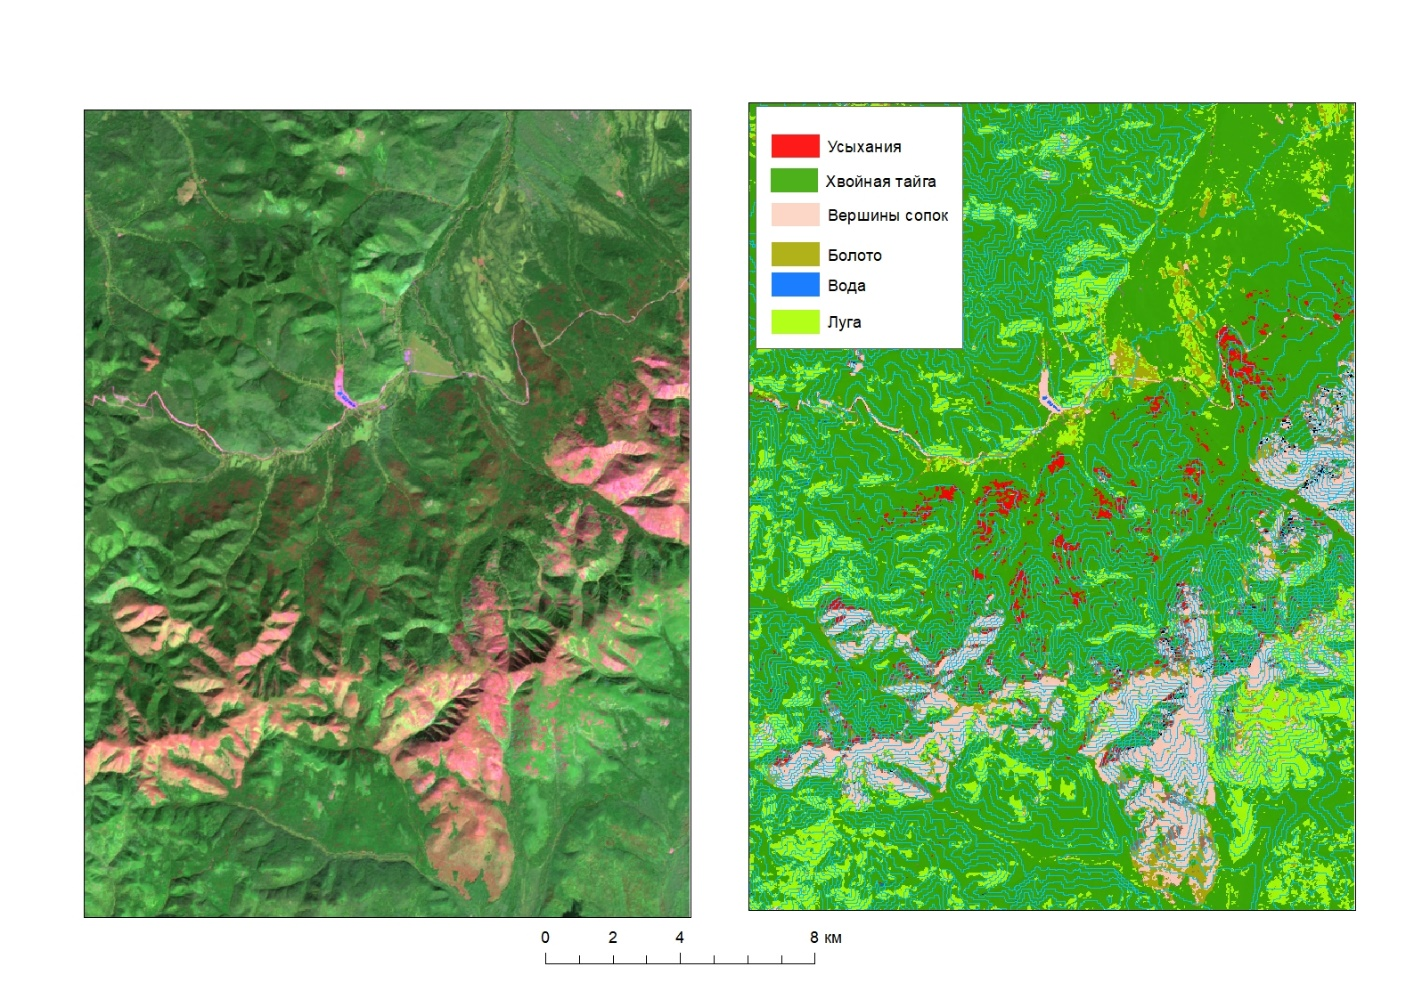 Усыхания
Хвойная тайга
Вершины сопок
Болото
Вода
Луга
0 2 4 8 км